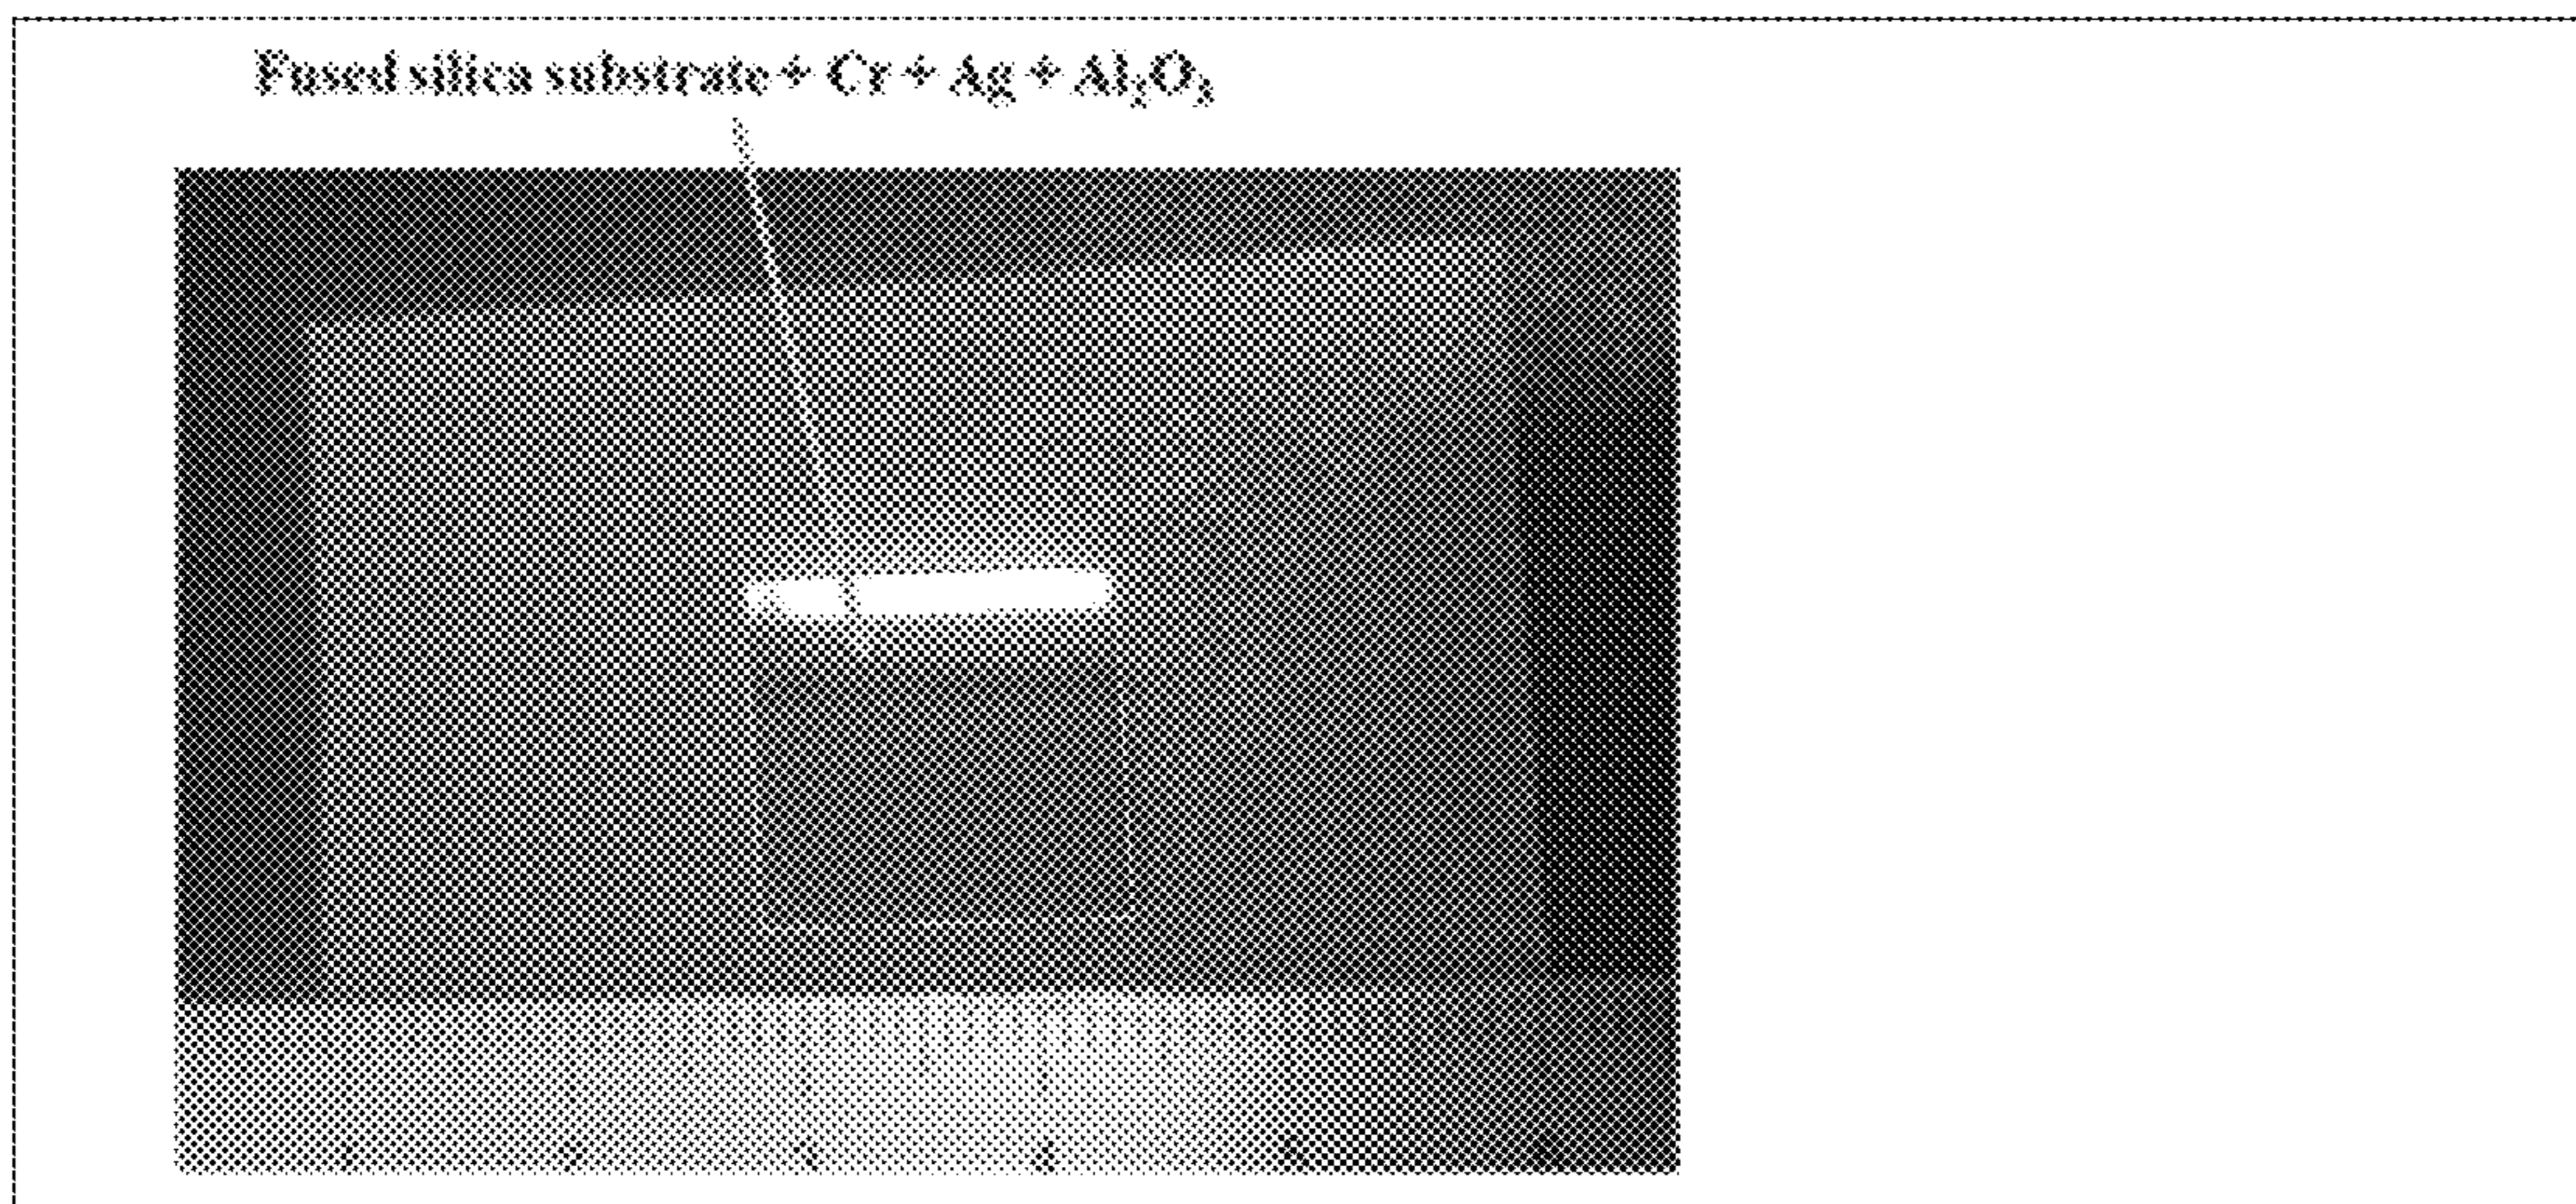 Fused silica substrate + Cr + Ag + Al₂O₃